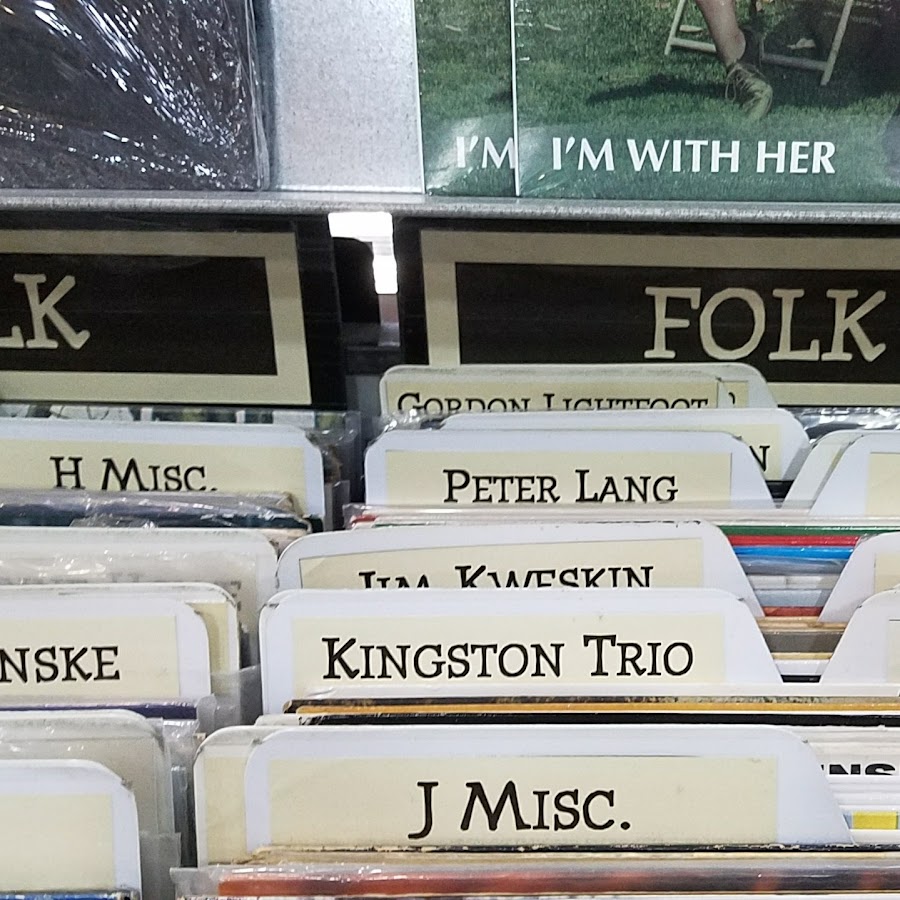 I'M
I'M WITH HER
LK
FOLK
GORDON LIGHTFOOT
H MISC.
PETER LANG
JIM KWESKIN
NSKE
KINGSTON TRIO
J MISC.